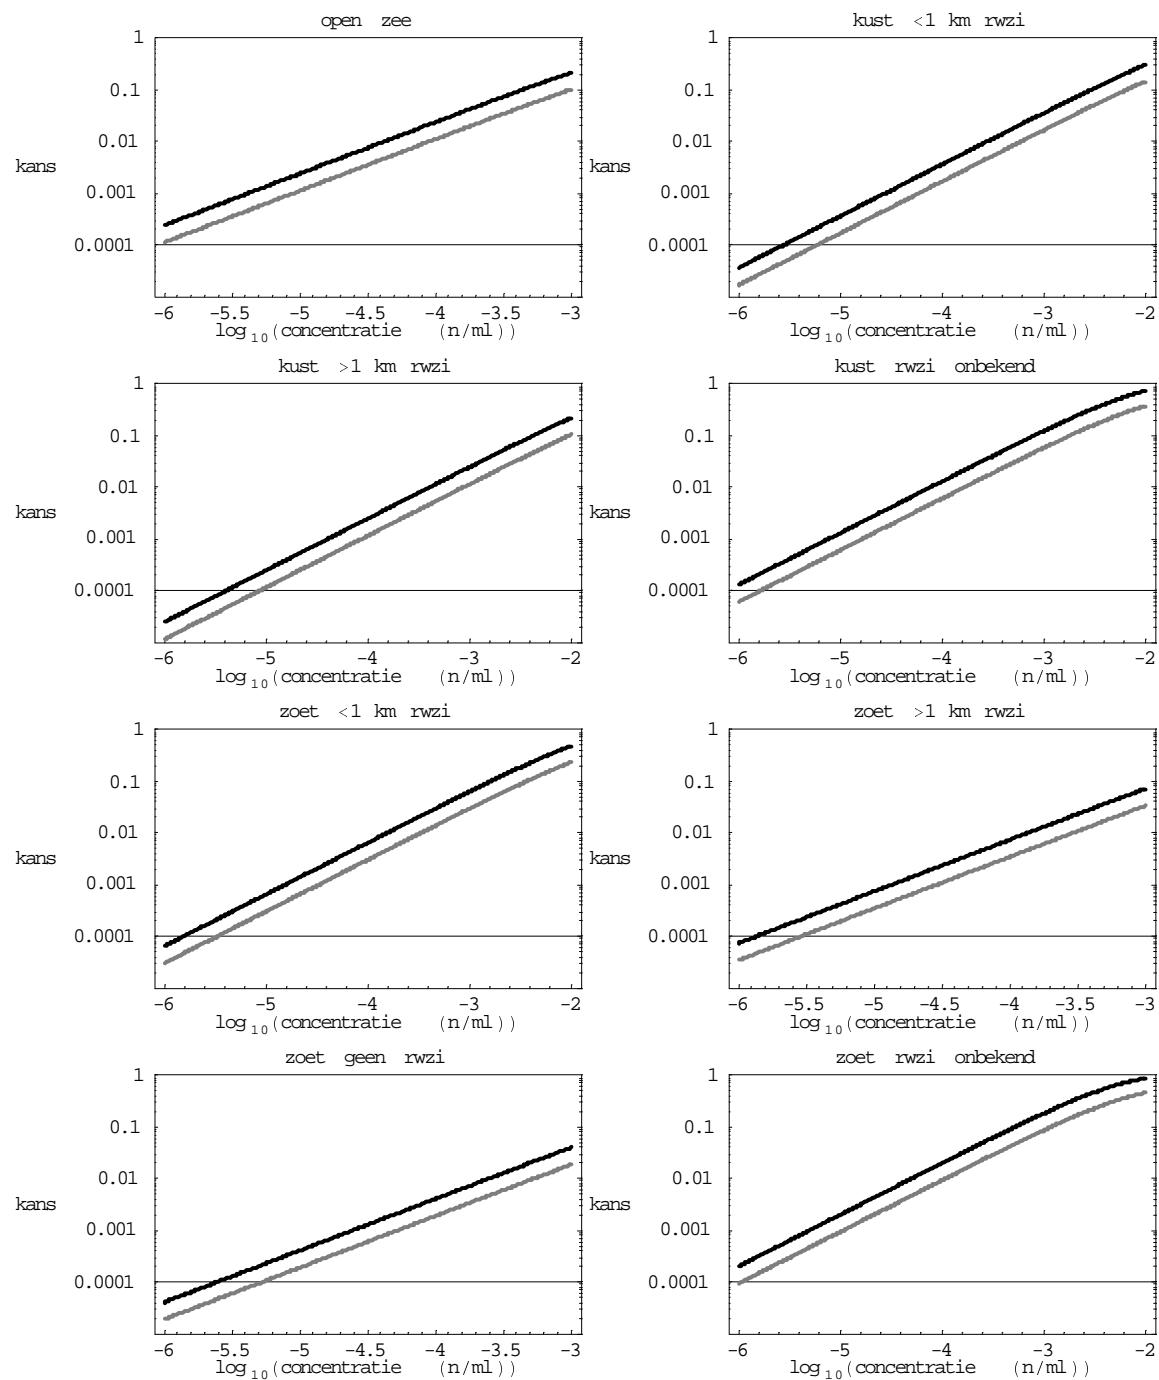 open zee
1
0.1
0.01
kans
0.001
0.0001
-6 -5.5 -5 -4.5 -4 -3.5 -3
log10(concentratie (n/ml))
kust <1 km rwzi
1
0.1
0.01
kans
0.001
0.0001
-6 -5 -4 -3 -2
log10(concentratie (n/ml))
kust >1 km rwzi
1
0.1
0.01
kans
0.001
0.0001
-6 -5 -4 -3 -2
log10(concentratie (n/ml))
kust rwzi onbekend
1
0.1
0.01
kans
0.001
0.0001
-6 -5 -4 -3 -2
log10(concentratie (n/ml))
zoet <1 km rwzi
1
0.1
0.01
kans
0.001
0.0001
-6 -5 -4 -3 -2
log10(concentratie (n/ml))
zoet >1 km rwzi
1
0.1
0.01
kans
0.001
0.0001
-6 -5.5 -5 -4.5 -4 -3.5 -3
log10(concentratie (n/ml))
zoet geen rwzi
1
0.1
0.01
kans
0.001
0.0001
-6 -5.5 -5 -4.5 -4 -3.5 -3
log10(concentratie (n/ml))
zoet rwzi onbekend
1
0.1
0.01
kans
0.001
0.0001
-6 -5 -4 -3 -2
log10(concentratie (n/ml))